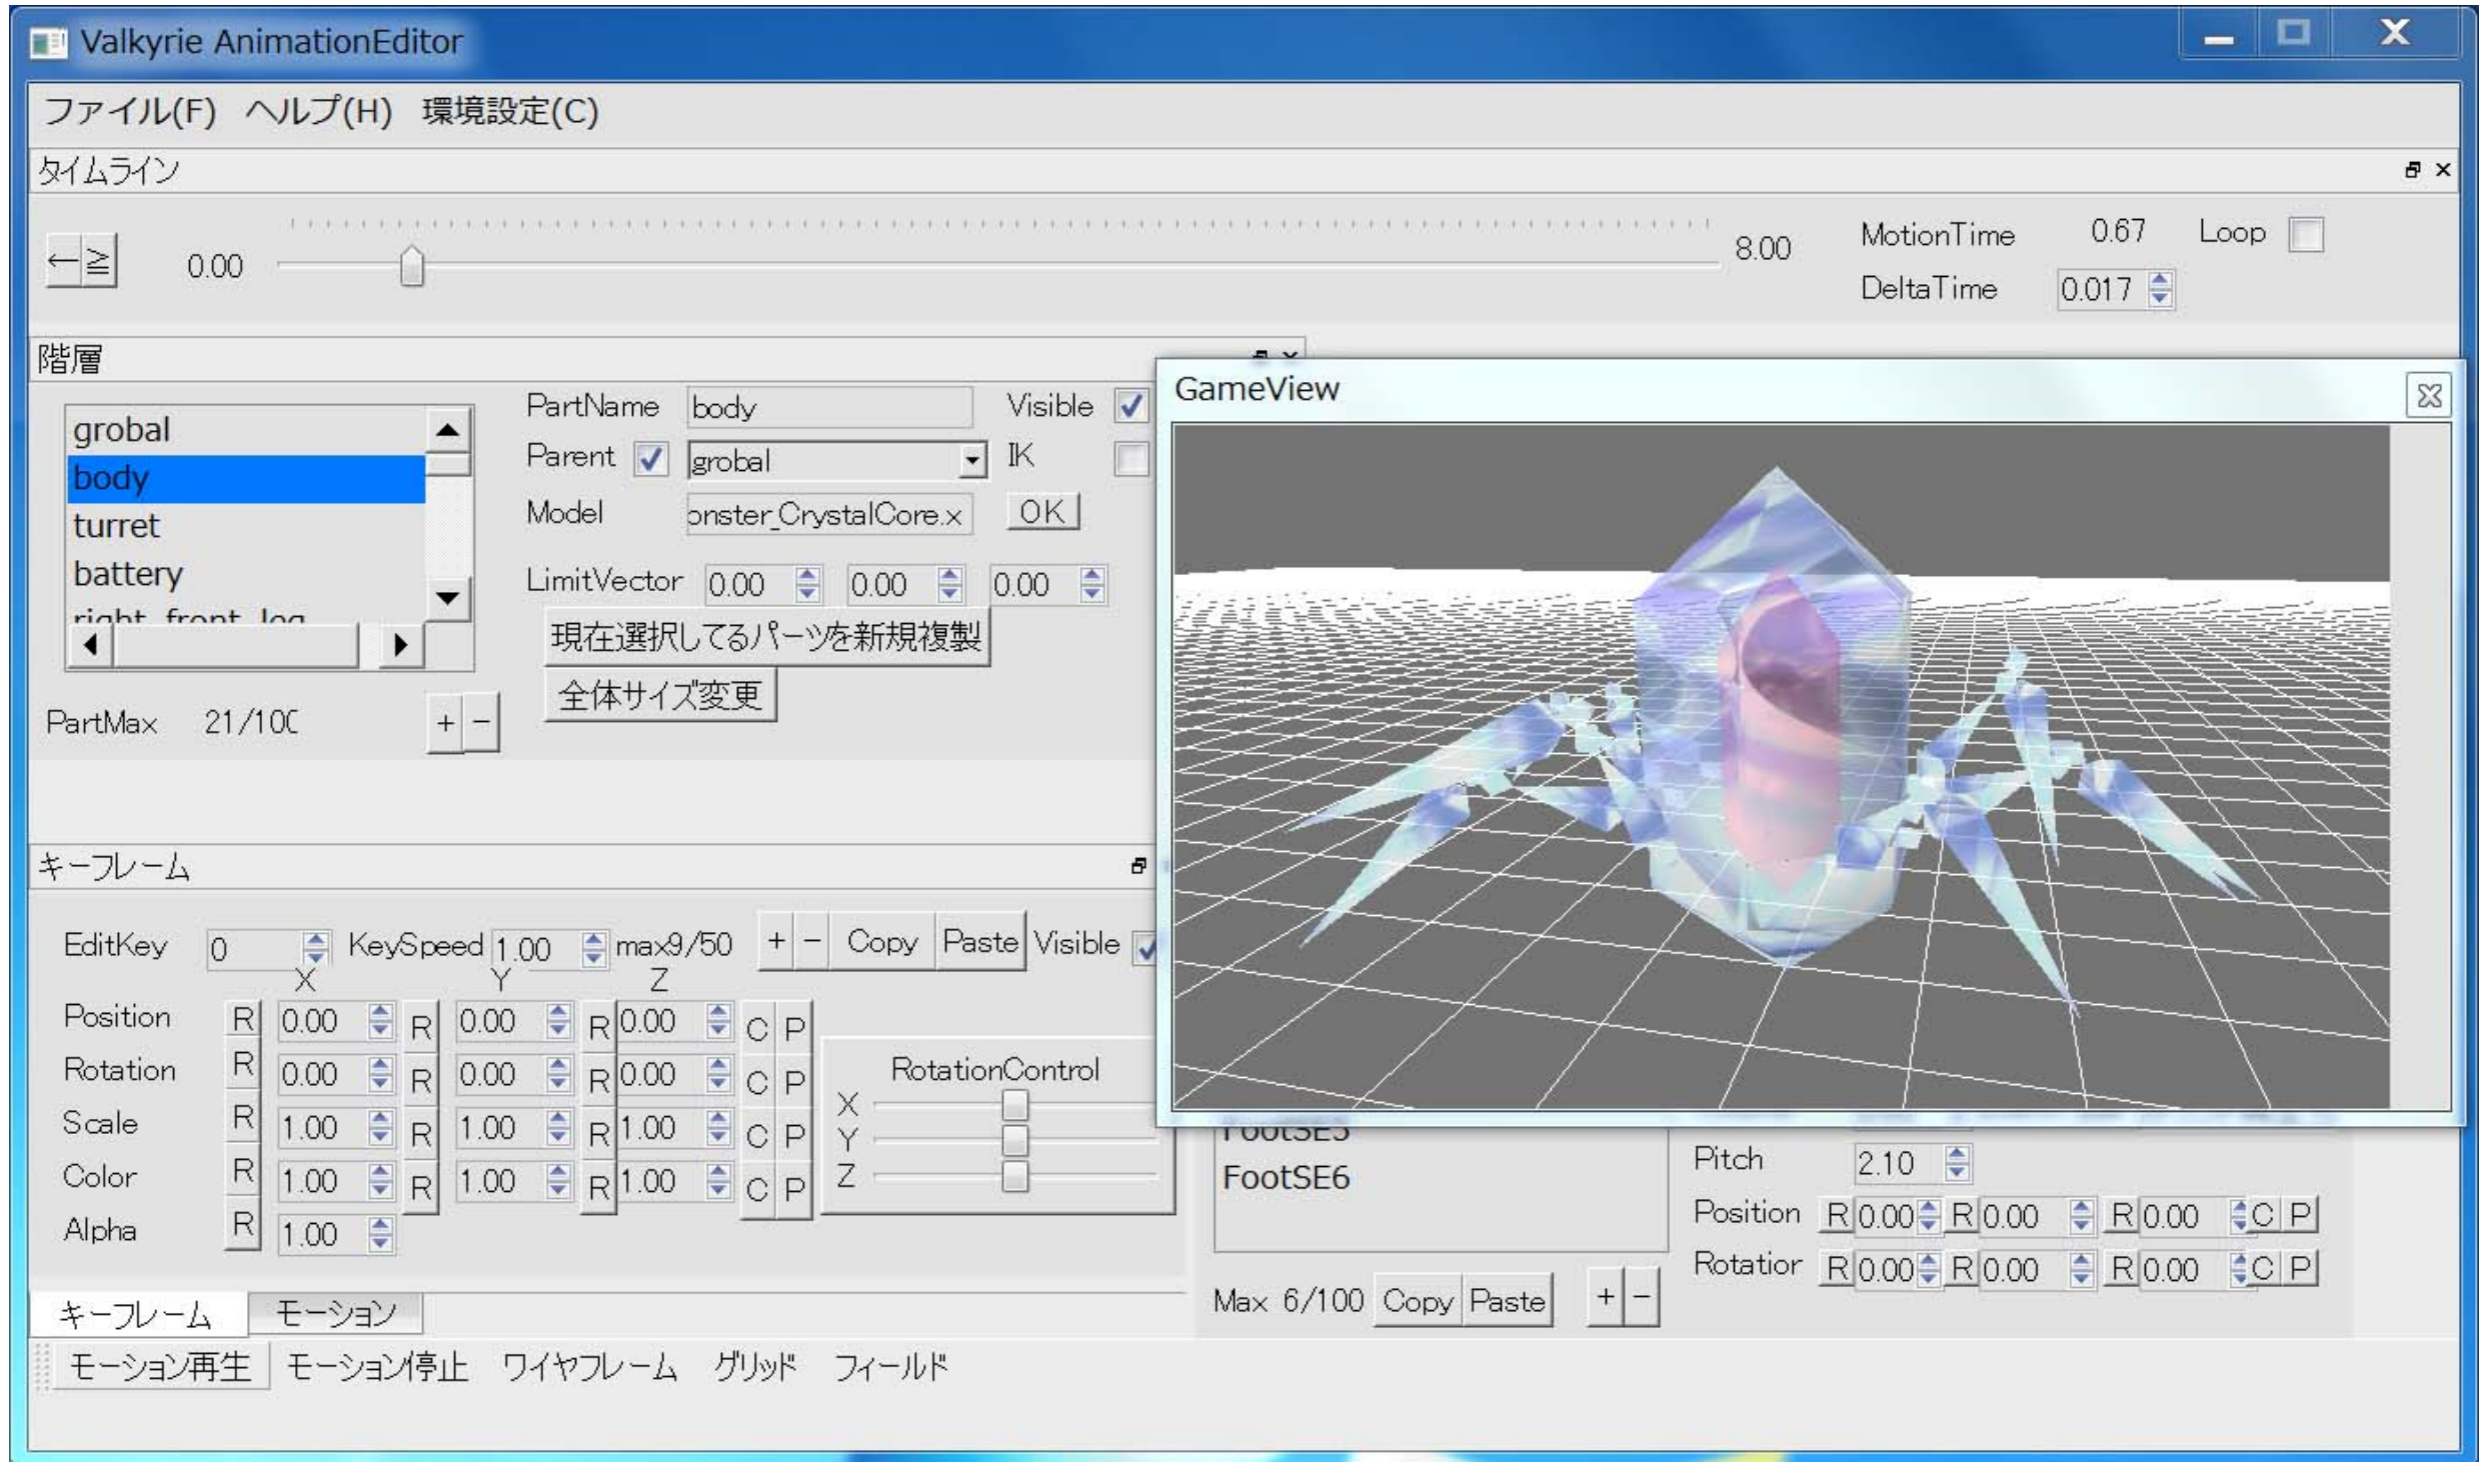 Valkyrie AnimationEditor
ファイル(F) ヘルプ(H) 環境設定(C)
タイムライン
←≧ 0.00 8.00 MotionTime 0.67 Loop
DeltaTime 0.017
階層
grobal
body
turret
battery
right_front_leg
PartMax 21/100
+ -
PartName body Visible
Parent grobal IK
Model onster_CrystalCore.x OK
LimitVector 0.00 0.00 0.00
現在選択してるパーツを新規複製
全体サイズ変更
GameView
キーフレーム
EditKey 0 KeySpeed 1.00 max9/50 + - Copy Paste Visible
X Y Z
Position R 0.00 R 0.00 R 0.00 C P
Rotation R 0.00 R 0.00 R 0.00 C P
Scale R 1.00 R 1.00 R 1.00 C P
Color R 1.00 R 1.00 R 1.00 C P
Alpha R 1.00
RotationControl
X
Y
Z
FootSE5
FootSE6
Max 6/100 Copy Paste + -
Pitch 2.10
Position R 0.00 R 0.00 R 0.00 C P
Rotation R 0.00 R 0.00 R 0.00 C P
キーフレーム モーション
モーション再生 モーション停止 ワイヤフレーム グリッド フィールド